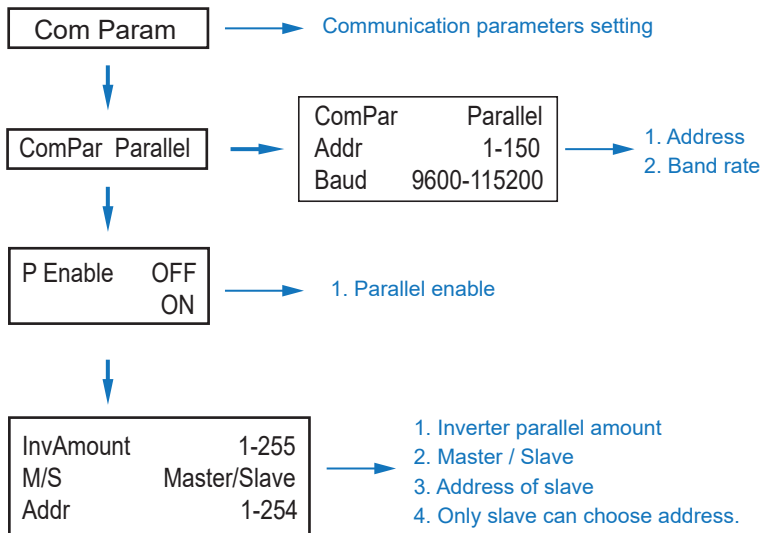 Com Param
Communication parameters setting
ComPar Parallel
ComPar Parallel
Addr 1-150
Baud 9600-115200
1. Address
2. Band rate
P Enable OFF
ON
1. Parallel enable
InvAmount 1-255
M/S Master/Slave
Addr 1-254
1. Inverter parallel amount
2. Master / Slave
3. Address of slave
4. Only slave can choose address.